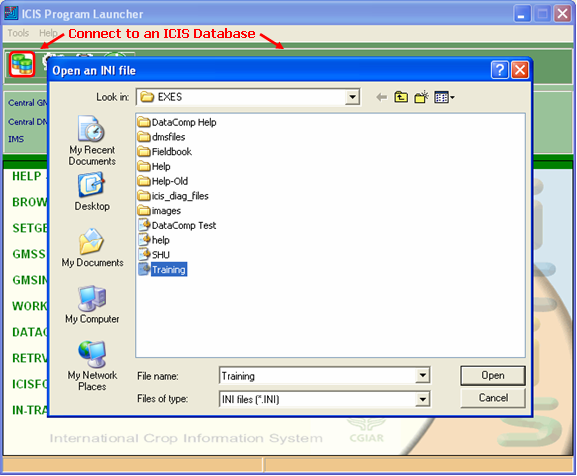 ICIS Program Launcher
Tools Help
Connect to an ICIS Database
Open an INI file
Look in: EXES
Central GM
Central DM
IMS
My Recent Documents
Desktop
My Documents
My Computer
My Network Places
DataComp Help
dmsfiles
Fieldbook
Help
Help-Old
icis_diag_files
images
DataComp Test
help
SHU
Training
HELP
BROW
SETGE
GMSS
GMSIN
WORK
DATAC
RETRV
ICISFO
IN-TRA
File name: Training
Open
Files of type: INI files (*.INI)
Cancel
International Crop Information System
CGIAR